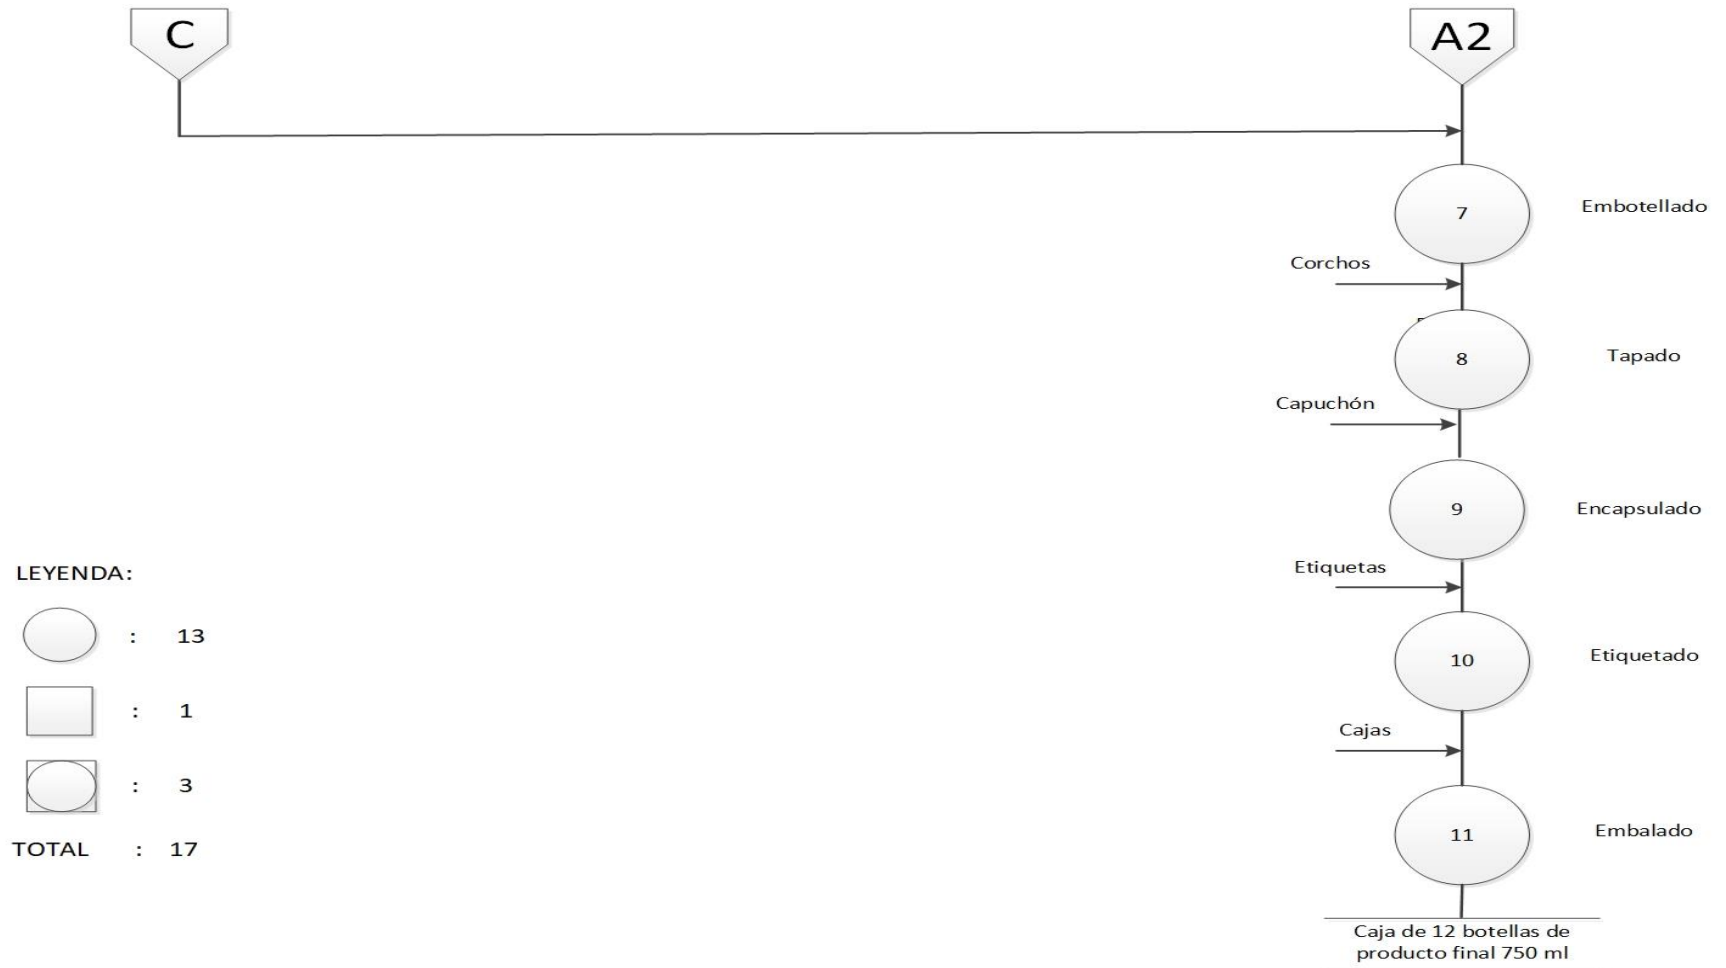 C
A2
7
Embotellado
Corchos
8
Tapado
Capuchón
9
Encapsulado
Etiquetas
10
Etiquetado
Cajas
11
Embalado
Caja de 12 botellas de
producto final 750 ml
LEYENDA:
: 13
: 1
: 3
TOTAL : 17